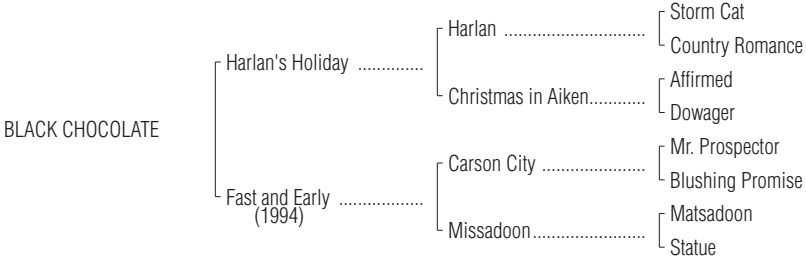 Storm Cat
Harlan ..............................
Country Romance
Harlan's Holiday ..............
Affirmed
Christmas in Aiken............
Dowager
BLACK CHOCOLATE
Mr. Prospector
Carson City ......................
Blushing Promise
Fast and Early ..................
(1994)
Matsadoon
Missadoon........................
Statue